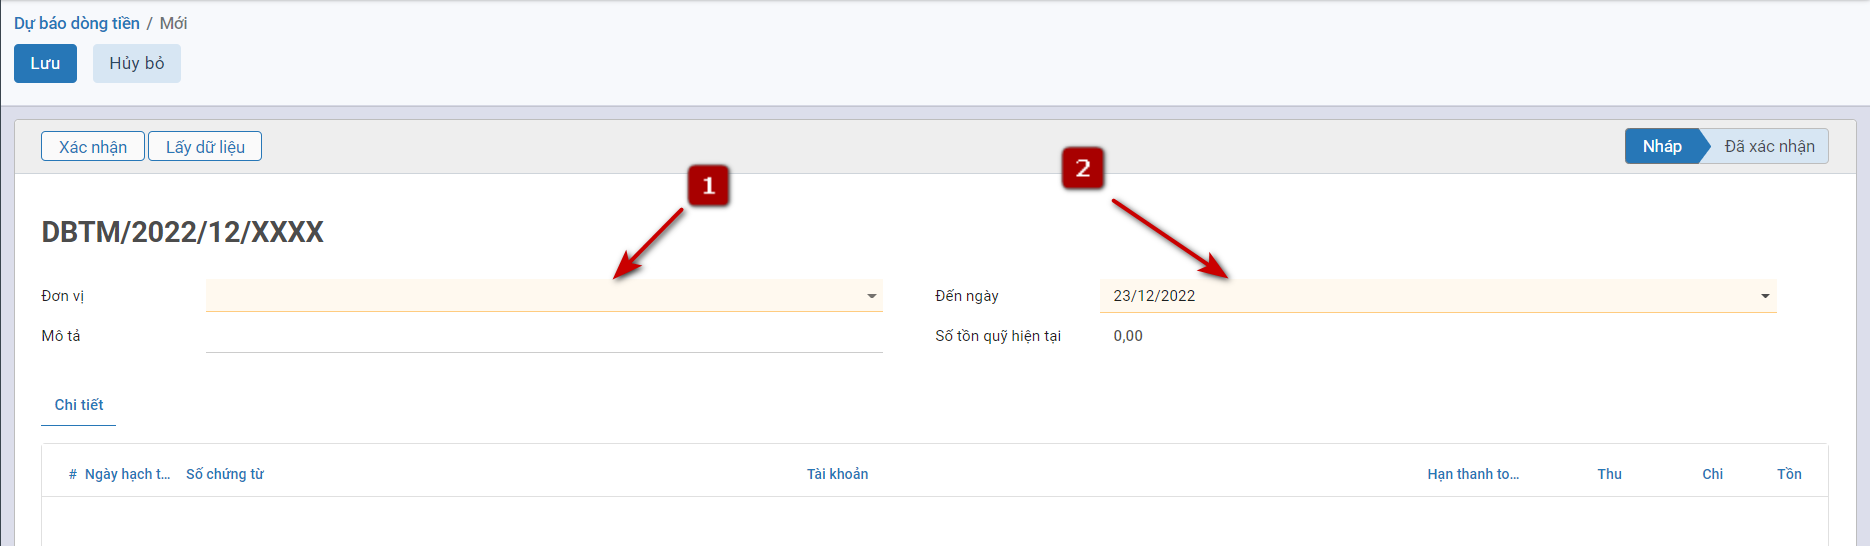 Dự báo dòng tiền / Mới
Lưu Hủy bỏ
Xác nhận Lấy dữ liệu Nháp Đã xác nhận
1 2
DBTM/2022/12/XXXX
Đơn vị Đến ngày 23/12/2022
Mô tả Số tồn quỹ hiện tại 0,00
Chi tiết
# Ngày hạch t... Số chứng từ Tài khoản Hạn thanh to... Thu Chi Tồn